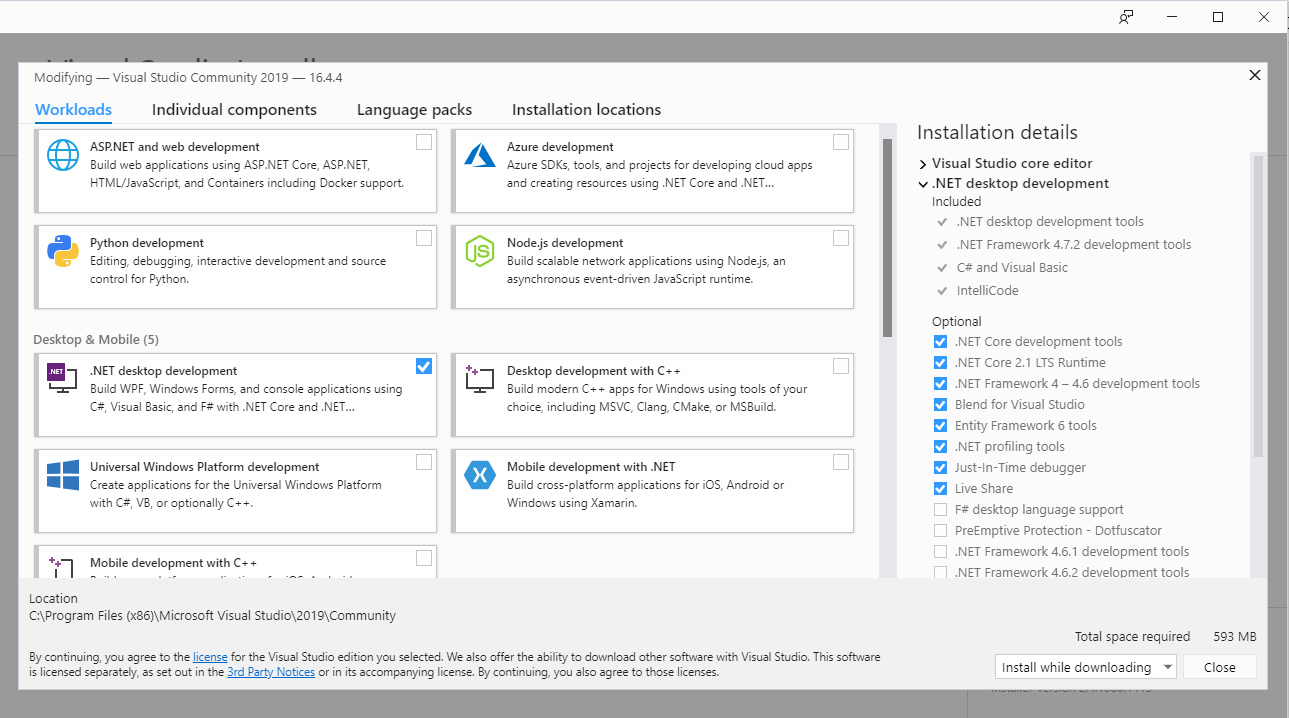 Modifying — Visual Studio Community 2019 — 16.4.4
Workloads
Individual components
Language packs
Installation locations
ASP.NET and web development
Build web applications using ASP.NET Core, ASP.NET,
HTML/JavaScript, and Containers including Docker support.
Azure development
Azure SDKs, tools, and projects for developing cloud apps
and creating resources using .NET Core and .NET...
Python development
Editing, debugging, interactive development and source
control for Python.
JS
Node.js development
Build scalable network applications using Node.js, an
asynchronous event-driven JavaScript runtime.
Desktop & Mobile (5)
.NET
.NET desktop development
Build WPF, Windows Forms, and console applications using
C#, Visual Basic, and F# with .NET Core and .NET...
Desktop development with C++
Build modern C++ apps for Windows using tools of your
choice, including MSVC, Clang, CMake, or MSBuild.
Universal Windows Platform development
Create applications for the Universal Windows Platform
with C#, VB, or optionally C++.
Mobile development with .NET
Build cross-platform applications for iOS, Android or
Windows using Xamarin.
Mobile development with C++
Installation details
Visual Studio core editor
.NET desktop development
Included
.NET desktop development tools
.NET Framework 4.7.2 development tools
C# and Visual Basic
IntelliCode
Optional
.NET Core development tools
.NET Core 2.1 LTS Runtime
.NET Framework 4 – 4.6 development tools
Blend for Visual Studio
Entity Framework 6 tools
.NET profiling tools
Just-In-Time debugger
Live Share
F# desktop language support
PreEmptive Protection - Dotfuscator
.NET Framework 4.6.1 development tools
.NET Framework 4.6.2 development tools
Location
C:\Program Files (x86)\Microsoft Visual Studio\2019\Community
Total space required 593 MB
By continuing, you agree to the license for the Visual Studio edition you selected. We also offer the ability to download other software with Visual Studio. This software
is licensed separately, as set out in the 3rd Party Notices or in its accompanying license. By continuing, you also agree to those licenses.
Install while downloading
Close